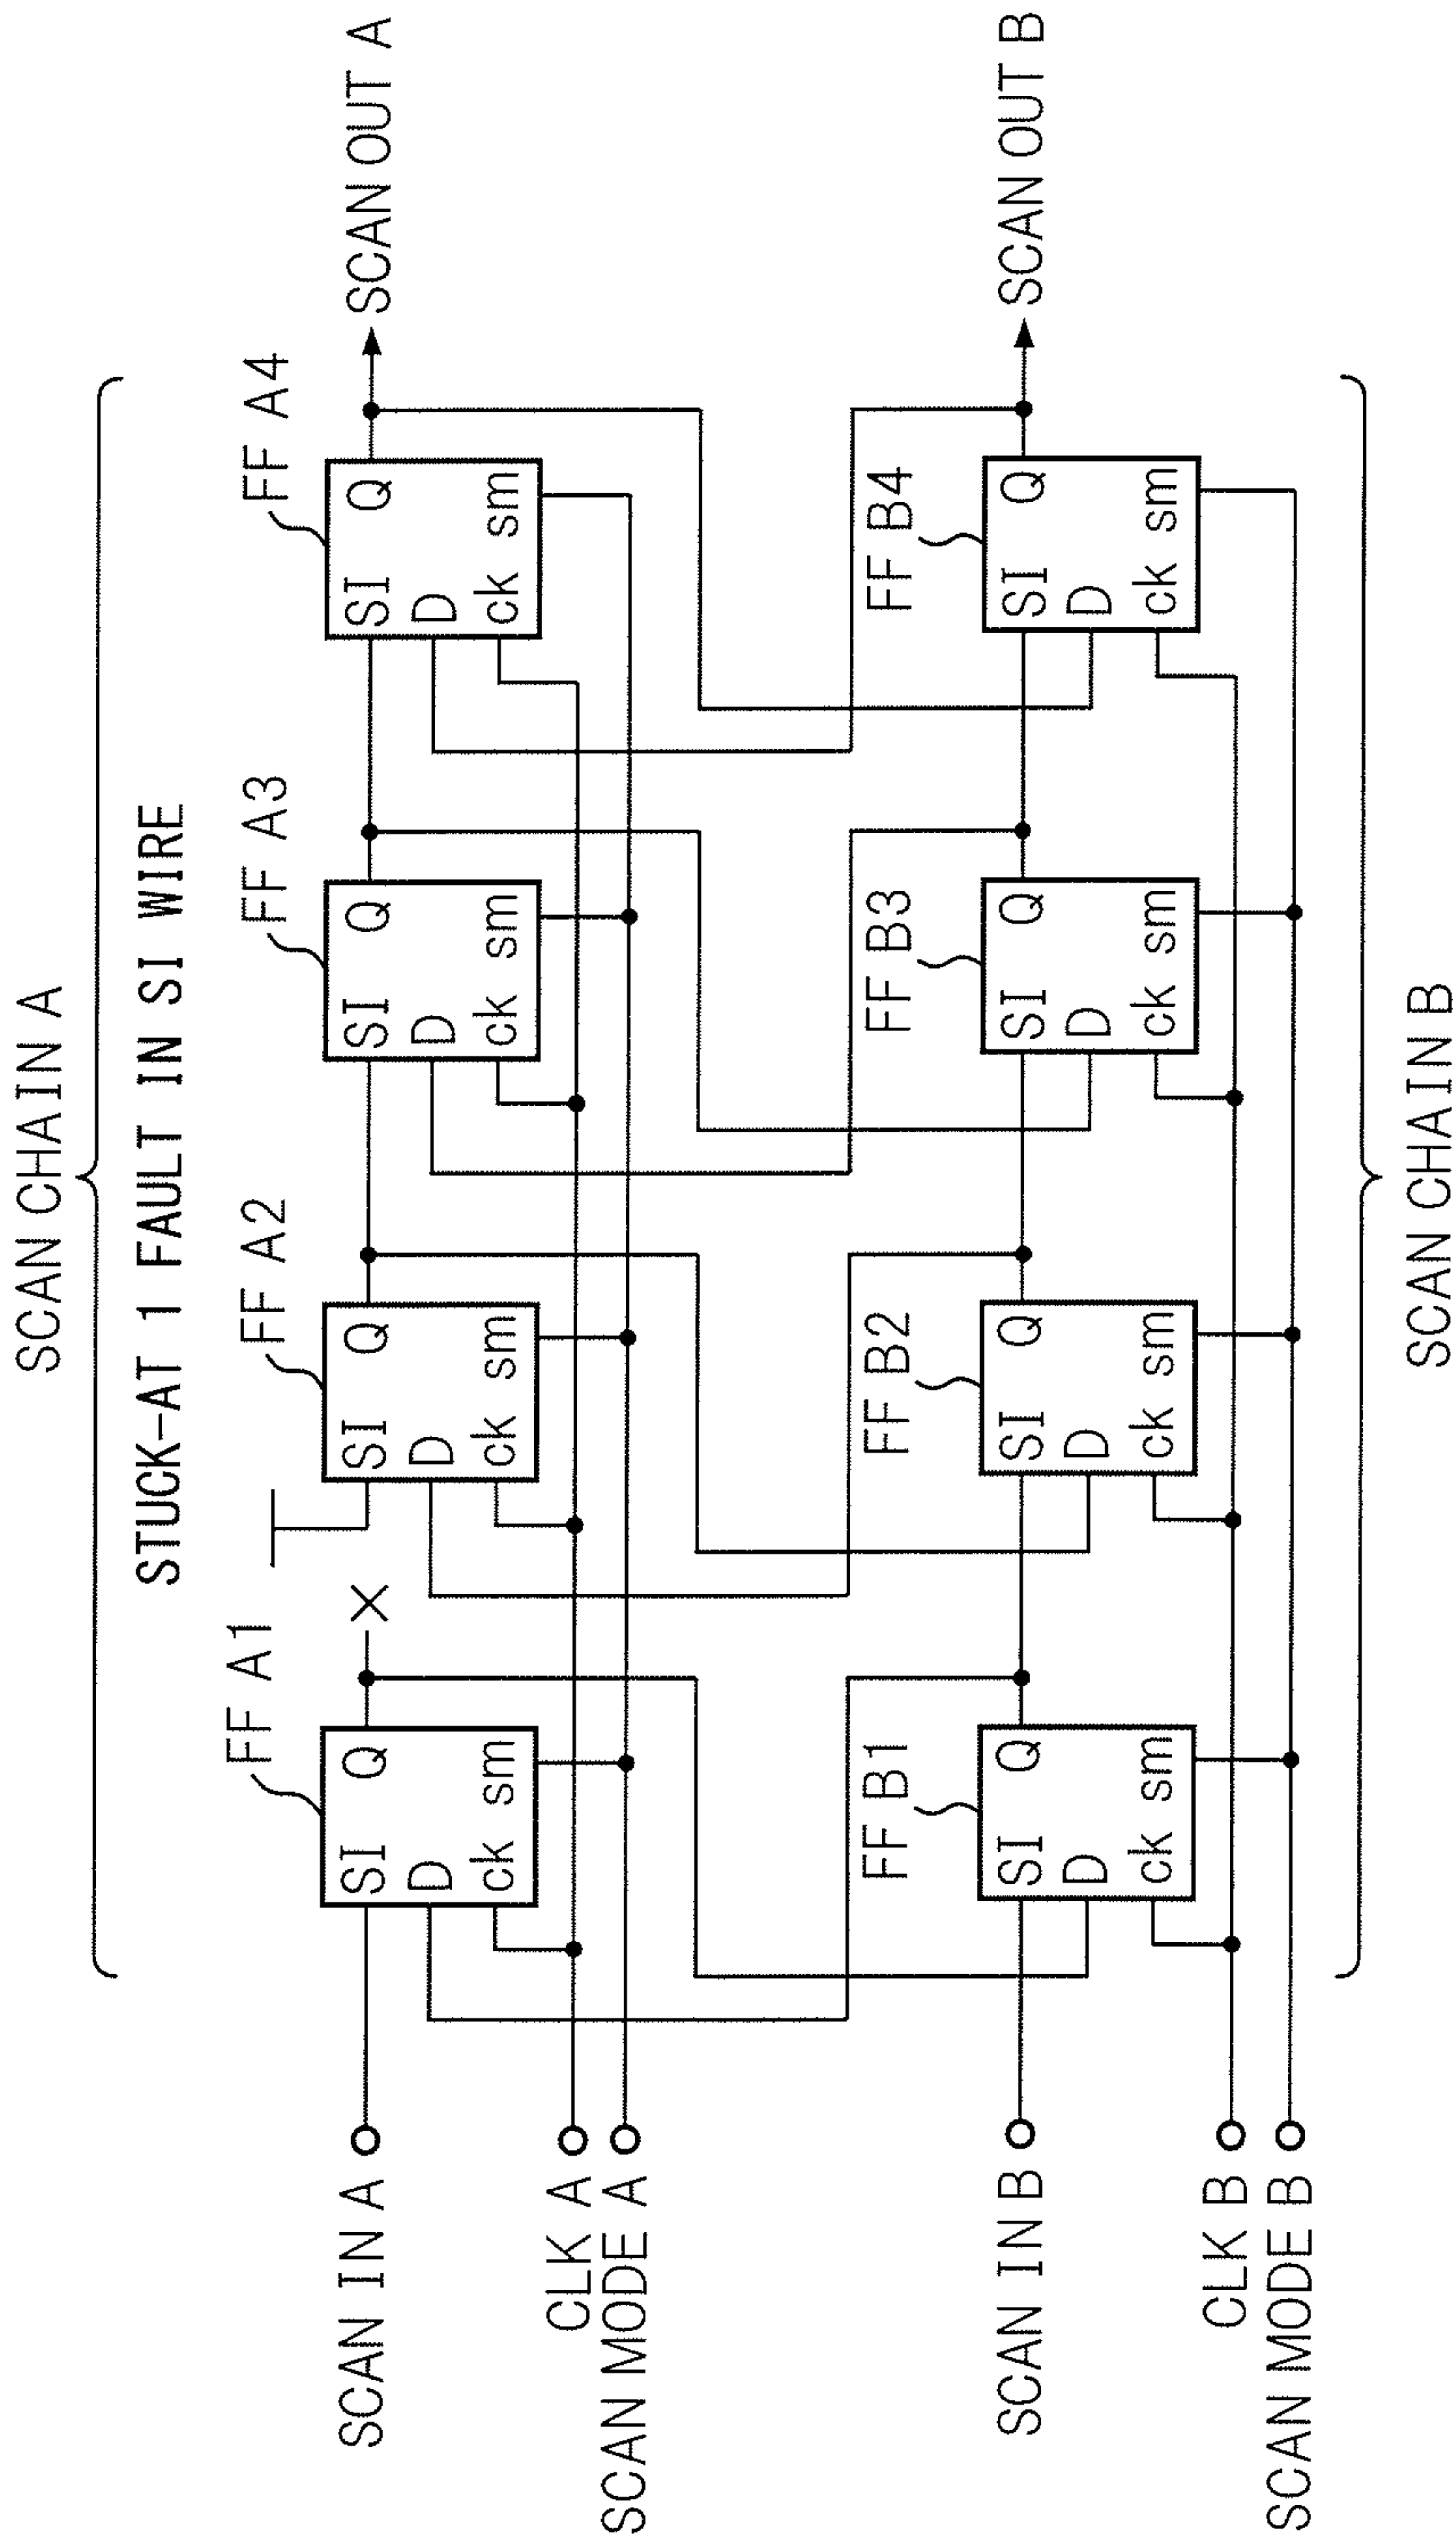 SCAN CHAIN A
STUCK-AT 1 FAULT IN SI WIRE
FF A1
FF A2
FF A3
FF A4
SCAN IN A
SI Q
D
ck sm
SI Q
D
ck sm
SI Q
D
ck sm
SI Q
D
ck sm
SCAN OUT A
CLK A
SCAN MODE A
FF B1
FF B2
FF B3
FF B4
SCAN IN B
SI Q
D
ck sm
SI Q
D
ck sm
SI Q
D
ck sm
SI Q
D
ck sm
SCAN OUT B
CLK B
SCAN MODE B
SCAN CHAIN B